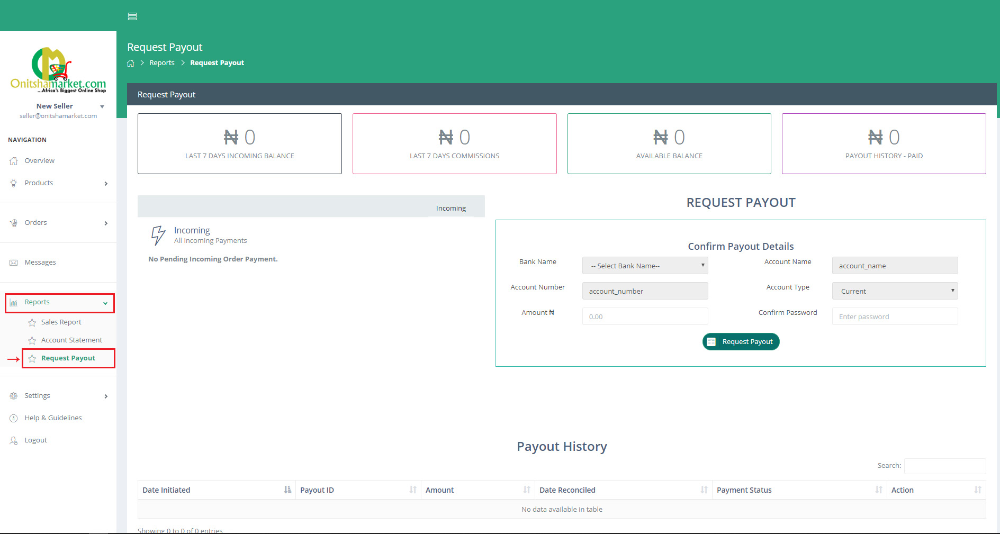 Request Payout
Reports
Request Payout
Onitshamarket.com
...Africa's Biggest Online Shop
New Seller
seller@onitshamarket.com
NAVIGATION
Overview
Products
Orders
Messages
Reports
Sales Report
Account Statement
Request Payout
Settings
Help & Guidelines
Logout
Request Payout
₦ 0
LAST 7 DAYS INCOMING BALANCE
₦ 0
LAST 7 DAYS COMMISSIONS
₦ 0
AVAILABLE BALANCE
₦ 0
PAYOUT HISTORY - PAID
Incoming
Incoming
All Incoming Payments
No Pending Incoming Order Payment.
REQUEST PAYOUT
Confirm Payout Details
Bank Name -- Select Bank Name-- Account Name account_name
Account Number account_number Account Type Current
Amount ₦ 0.00 Confirm Password Enter password
Request Payout
Payout History
Search:
Date Initiated Payout ID Amount Date Reconciled Payment Status Action
No data available in table
Showing 0 to 0 of 0 entries